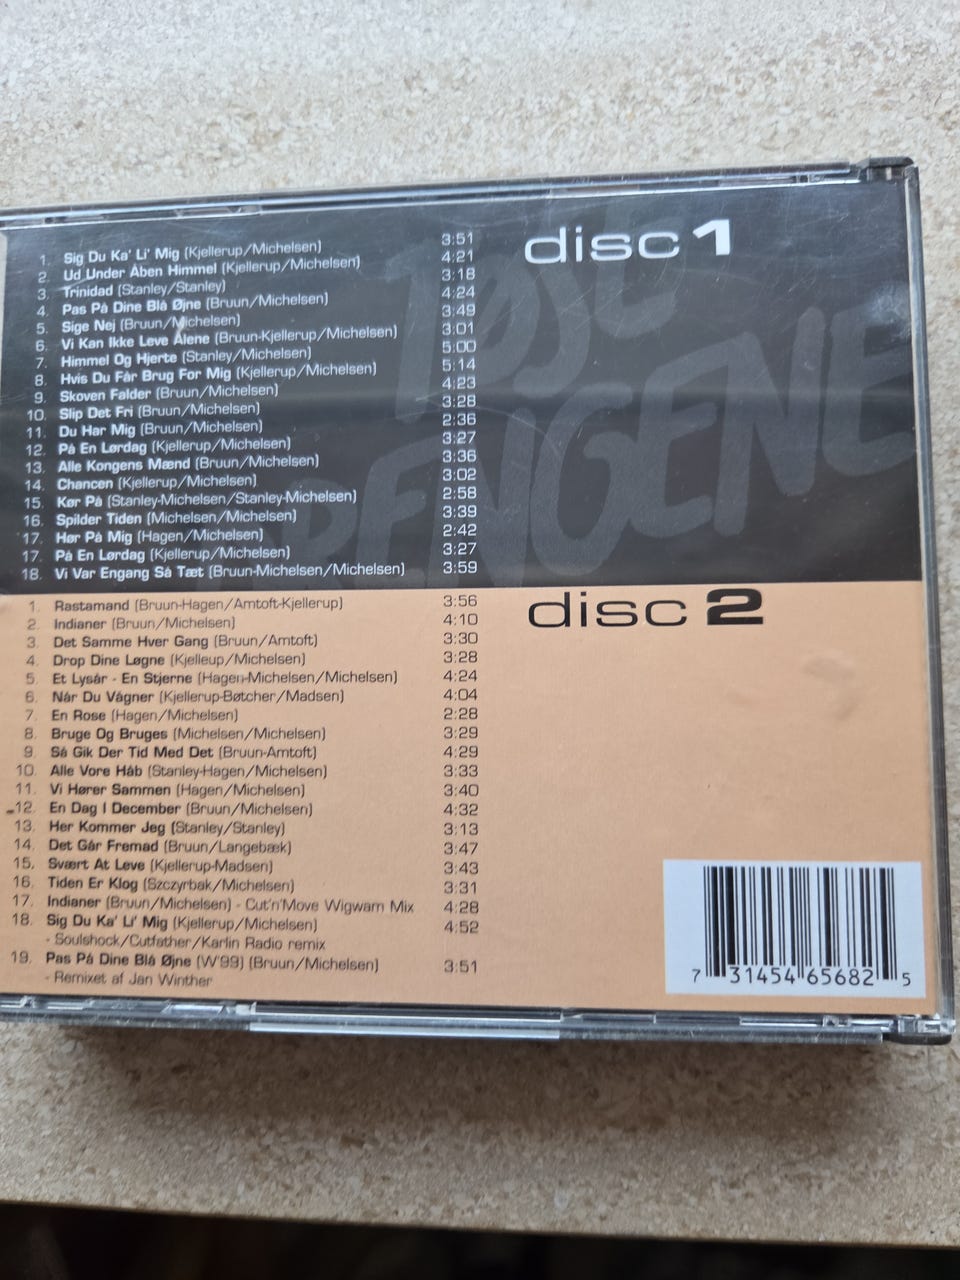 disc 1
1. Sig Du Ka' Li' Mig (Kjellerup/Michelsen) 3:51
2. Ud Under Åben Himmel (Kjellerup/Michelsen) 4:21
3. Trinidad (Stanley/Stanley) 3:18
4. Pas På Dine Blå Øjne (Bruun/Michelsen) 4:24
5. Sige Nej (Bruun/Michelsen) 3:49
6. Vi Kan Ikke Leve Alene (Bruun-Kjellerup/Michelsen) 3:01
7. Himmel Og Hjerte (Stanley/Michelsen) 5:00
8. Hvis Du Får Brug For Mig (Kjellerup/Michelsen) 5:14
9. Skoven Falder (Bruun/Michelsen) 4:23
10. Slip Det Fri (Bruun/Michelsen) 3:28
11. Du Har Mig (Bruun/Michelsen) 2:36
12. På En Lørdag (Kjellerup/Michelsen) 3:27
13. Alle Kongens Mænd (Bruun/Michelsen) 3:36
14. Chancen (Kjellerup/Michelsen) 3:02
15. Kør På (Stanley-Michelsen/Stanley-Michelsen) 2:58
16. Spilder Tiden (Michelsen/Michelsen) 3:39
17. Hør På Mig (Hagen/Michelsen) 2:42
17. På En Lørdag (Kjellerup/Michelsen) 3:27
18. Vi Var Engang Så Tæt (Bruun-Michelsen/Michelsen) 3:59
TØSE
DRENGENE
disc 2
1. Rastamand (Bruun-Hagen/Amtoft-Kjellerup) 3:56
2. Indianer (Bruun/Michelsen) 4:10
3. Det Samme Hver Gang (Bruun/Amtoft) 3:30
4. Drop Dine Løgne (Kjelleup/Michelsen) 3:28
5. Et Lysår - En Stjerne (Hagen-Michelsen/Michelsen) 4:24
6. Når Du Vågner (Kjellerup-Bøtcher/Madsen) 4:04
7. En Rose (Hagen/Michelsen) 2:28
8. Bruge Og Bruges (Michelsen/Michelsen) 3:29
9. Så Gik Der Tid Med Det (Bruun-Amtoft) 4:29
10. Alle Vore Håb (Stanley-Hagen/Michelsen) 3:33
11. Vi Hører Sammen (Hagen/Michelsen) 3:40
12. En Dag I December (Bruun/Michelsen) 4:32
13. Her Kommer Jeg (Stanley/Stanley) 3:13
14. Det Går Fremad (Bruun/Langebæk) 3:47
15. Svært At Leve (Kjellerup-Madsen) 3:43
16. Tiden Er Klog (Szczyrbak/Michelsen) 3:31
17. Indianer (Bruun/Michelsen) - Cut'n'Move Wigwam Mix 4:28
18. Sig Du Ka' Li' Mig (Kjellerup/Michelsen) 4:52
- Soulshock/Cutfather/Karlin Radio remix
19. Pas På Dine Blå Øjne (W'99) (Bruun/Michelsen) 3:51
- Remixet af Jan Winther
7 31454 65682 5